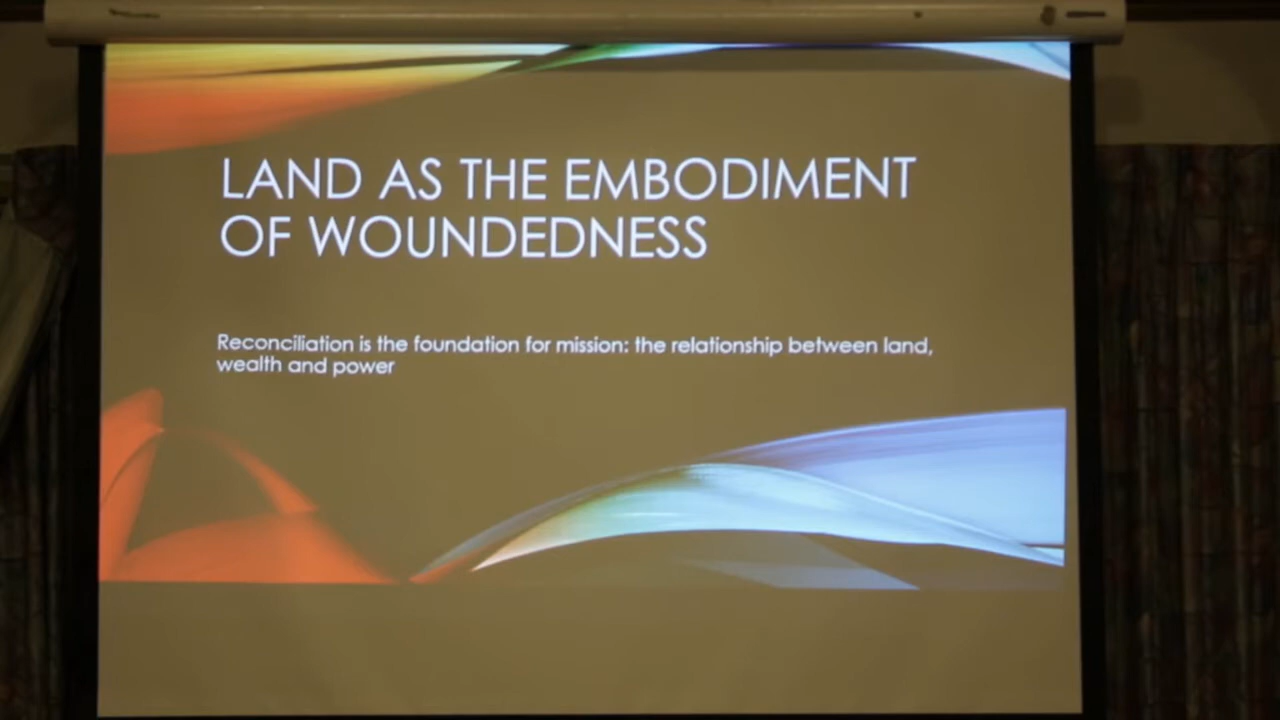 LAND AS THE EMBODIMENT
OF WOUNDEDNESS
Reconciliation is the foundation for mission: the relationship between land,
wealth and power